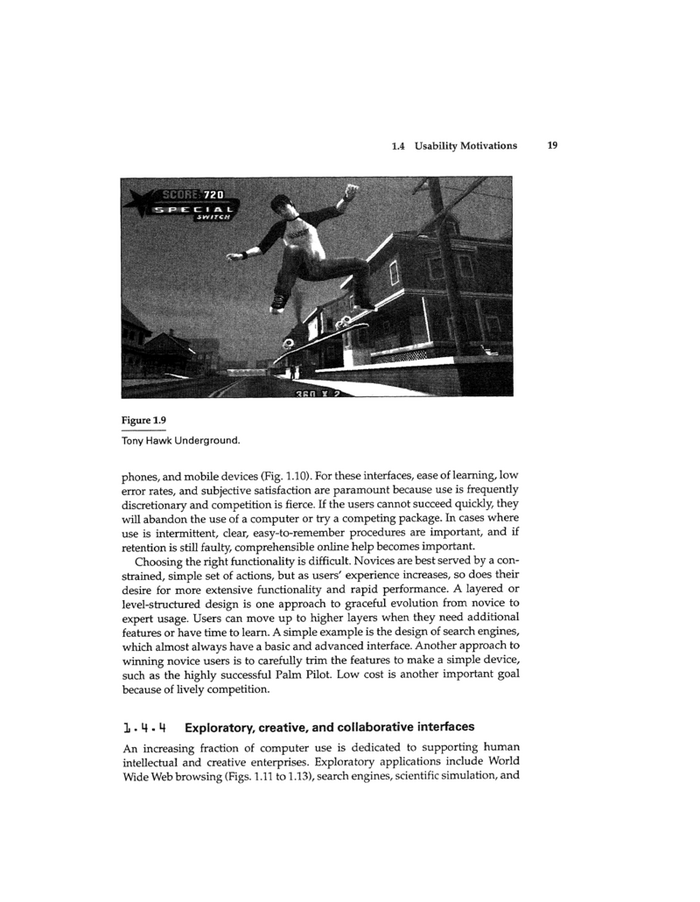 1.4 Usability Motivations 19
SCORE: 720
SPECIAL
SWITCH
360 X 2
Figure 1.9
Tony Hawk Underground.
phones, and mobile devices (Fig. 1.10). For these interfaces, ease of learning, low
error rates, and subjective satisfaction are paramount because use is frequently
discretionary and competition is fierce. If the users cannot succeed quickly, they
will abandon the use of a computer or try a competing package. In cases where
use is intermittent, clear, easy-to-remember procedures are important, and if
retention is still faulty, comprehensible online help becomes important.
Choosing the right functionality is difficult. Novices are best served by a con-
strained, simple set of actions, but as users' experience increases, so does their
desire for more extensive functionality and rapid performance. A layered or
level-structured design is one approach to graceful evolution from novice to
expert usage. Users can move up to higher layers when they need additional
features or have time to learn. A simple example is the design of search engines,
which almost always have a basic and advanced interface. Another approach to
winning novice users is to carefully trim the features to make a simple device,
such as the highly successful Palm Pilot. Low cost is another important goal
because of lively competition.
1.4.4 Exploratory, creative, and collaborative interfaces
An increasing fraction of computer use is dedicated to supporting human
intellectual and creative enterprises. Exploratory applications include World
Wide Web browsing (Figs. 1.11 to 1.13), search engines, scientific simulation, and